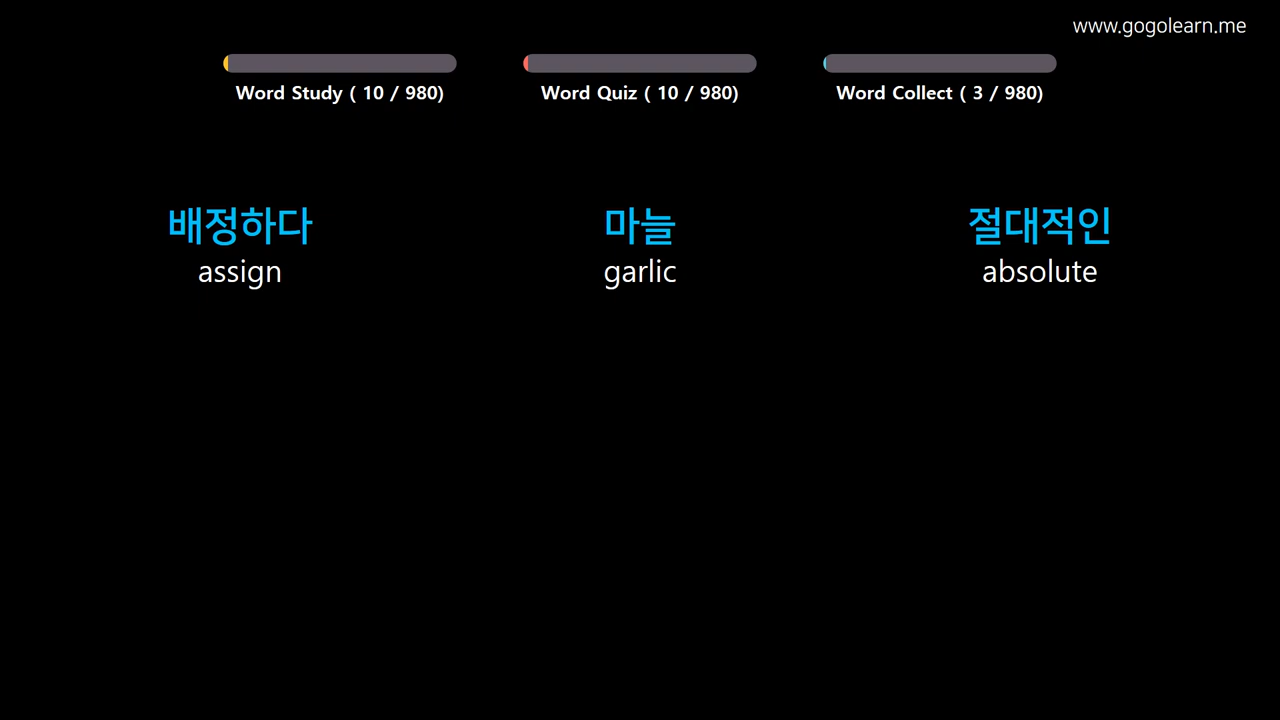 www.gogolearn.me
Word Study ( 10 / 980)
Word Quiz ( 10 / 980)
Word Collect ( 3 / 980)
배정하다
assign
마늘
garlic
절대적인
absolute